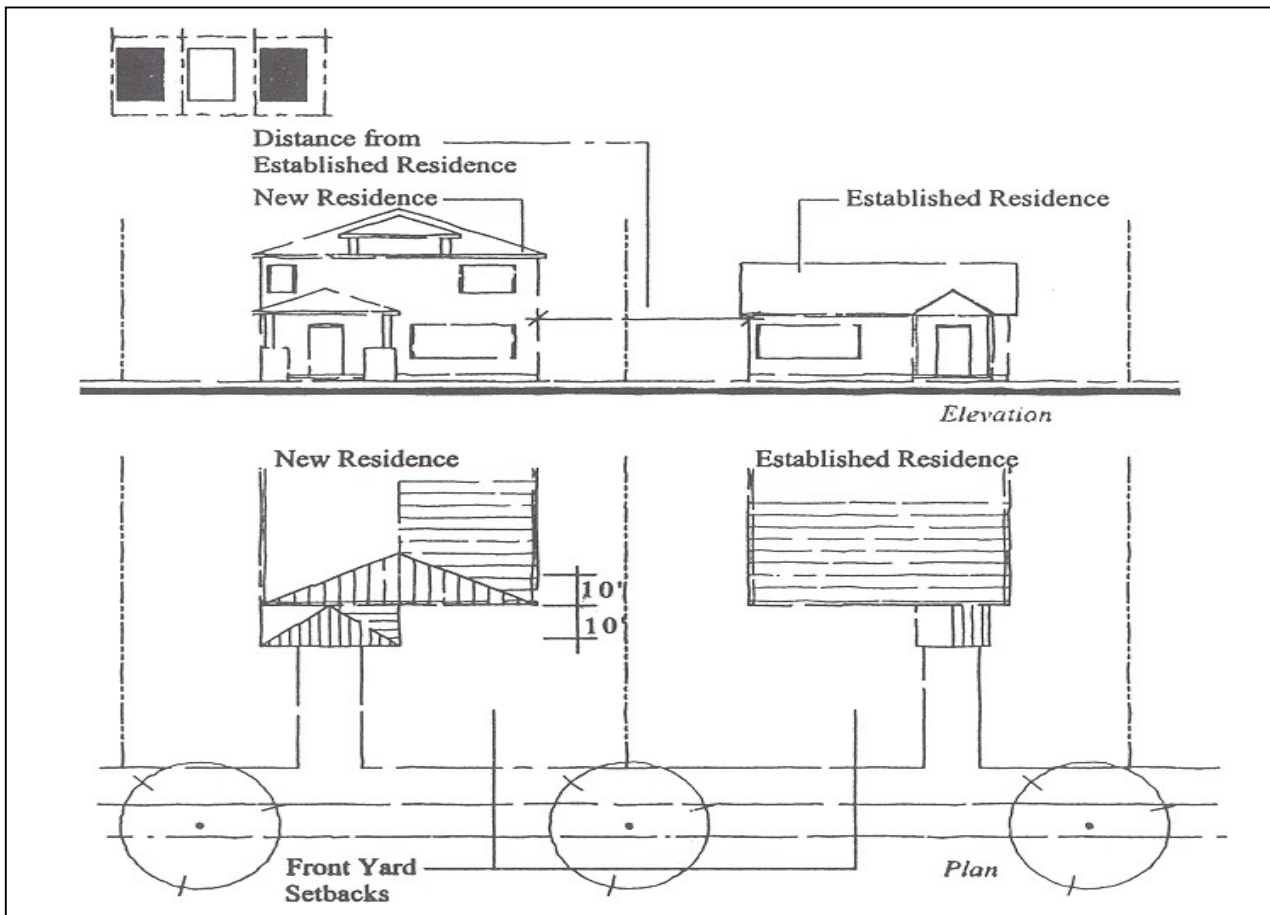 Distance from
Established Residence
New Residence
Established Residence
Elevation
New Residence
Established Residence
10'
10'
Front Yard
Setbacks
Plan